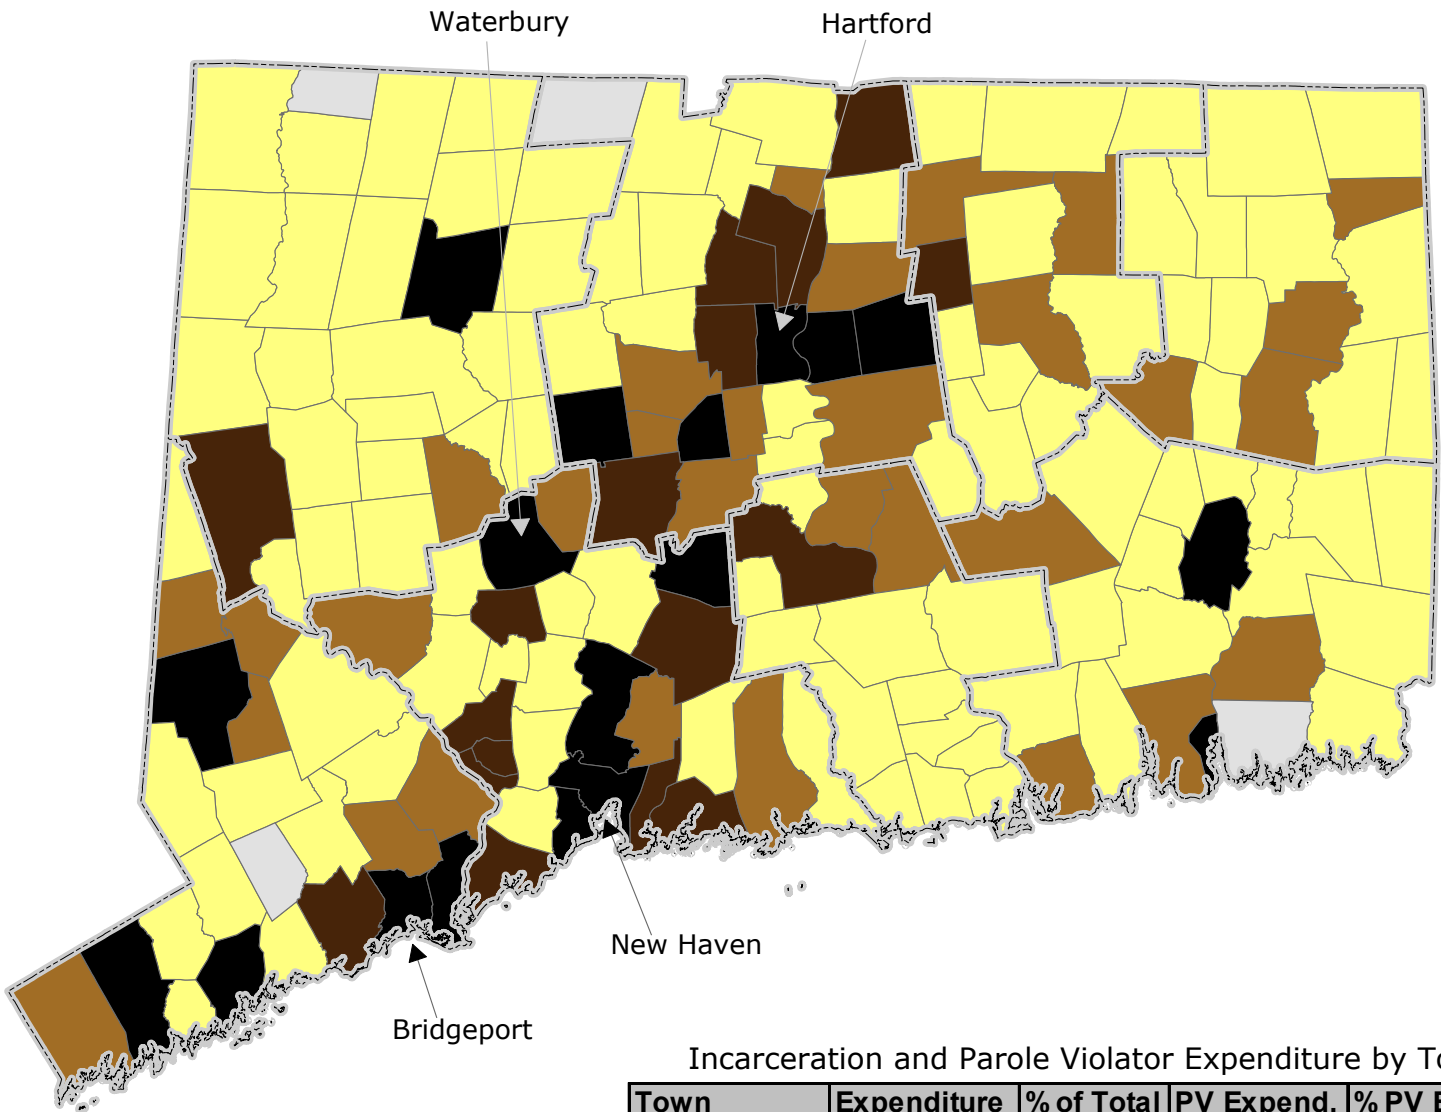 Waterbury
Hartford
New Haven
Bridgeport
Incarceration and Parole Violator Expenditure by To
Town Expenditure % of Total PV Expend. % PV E